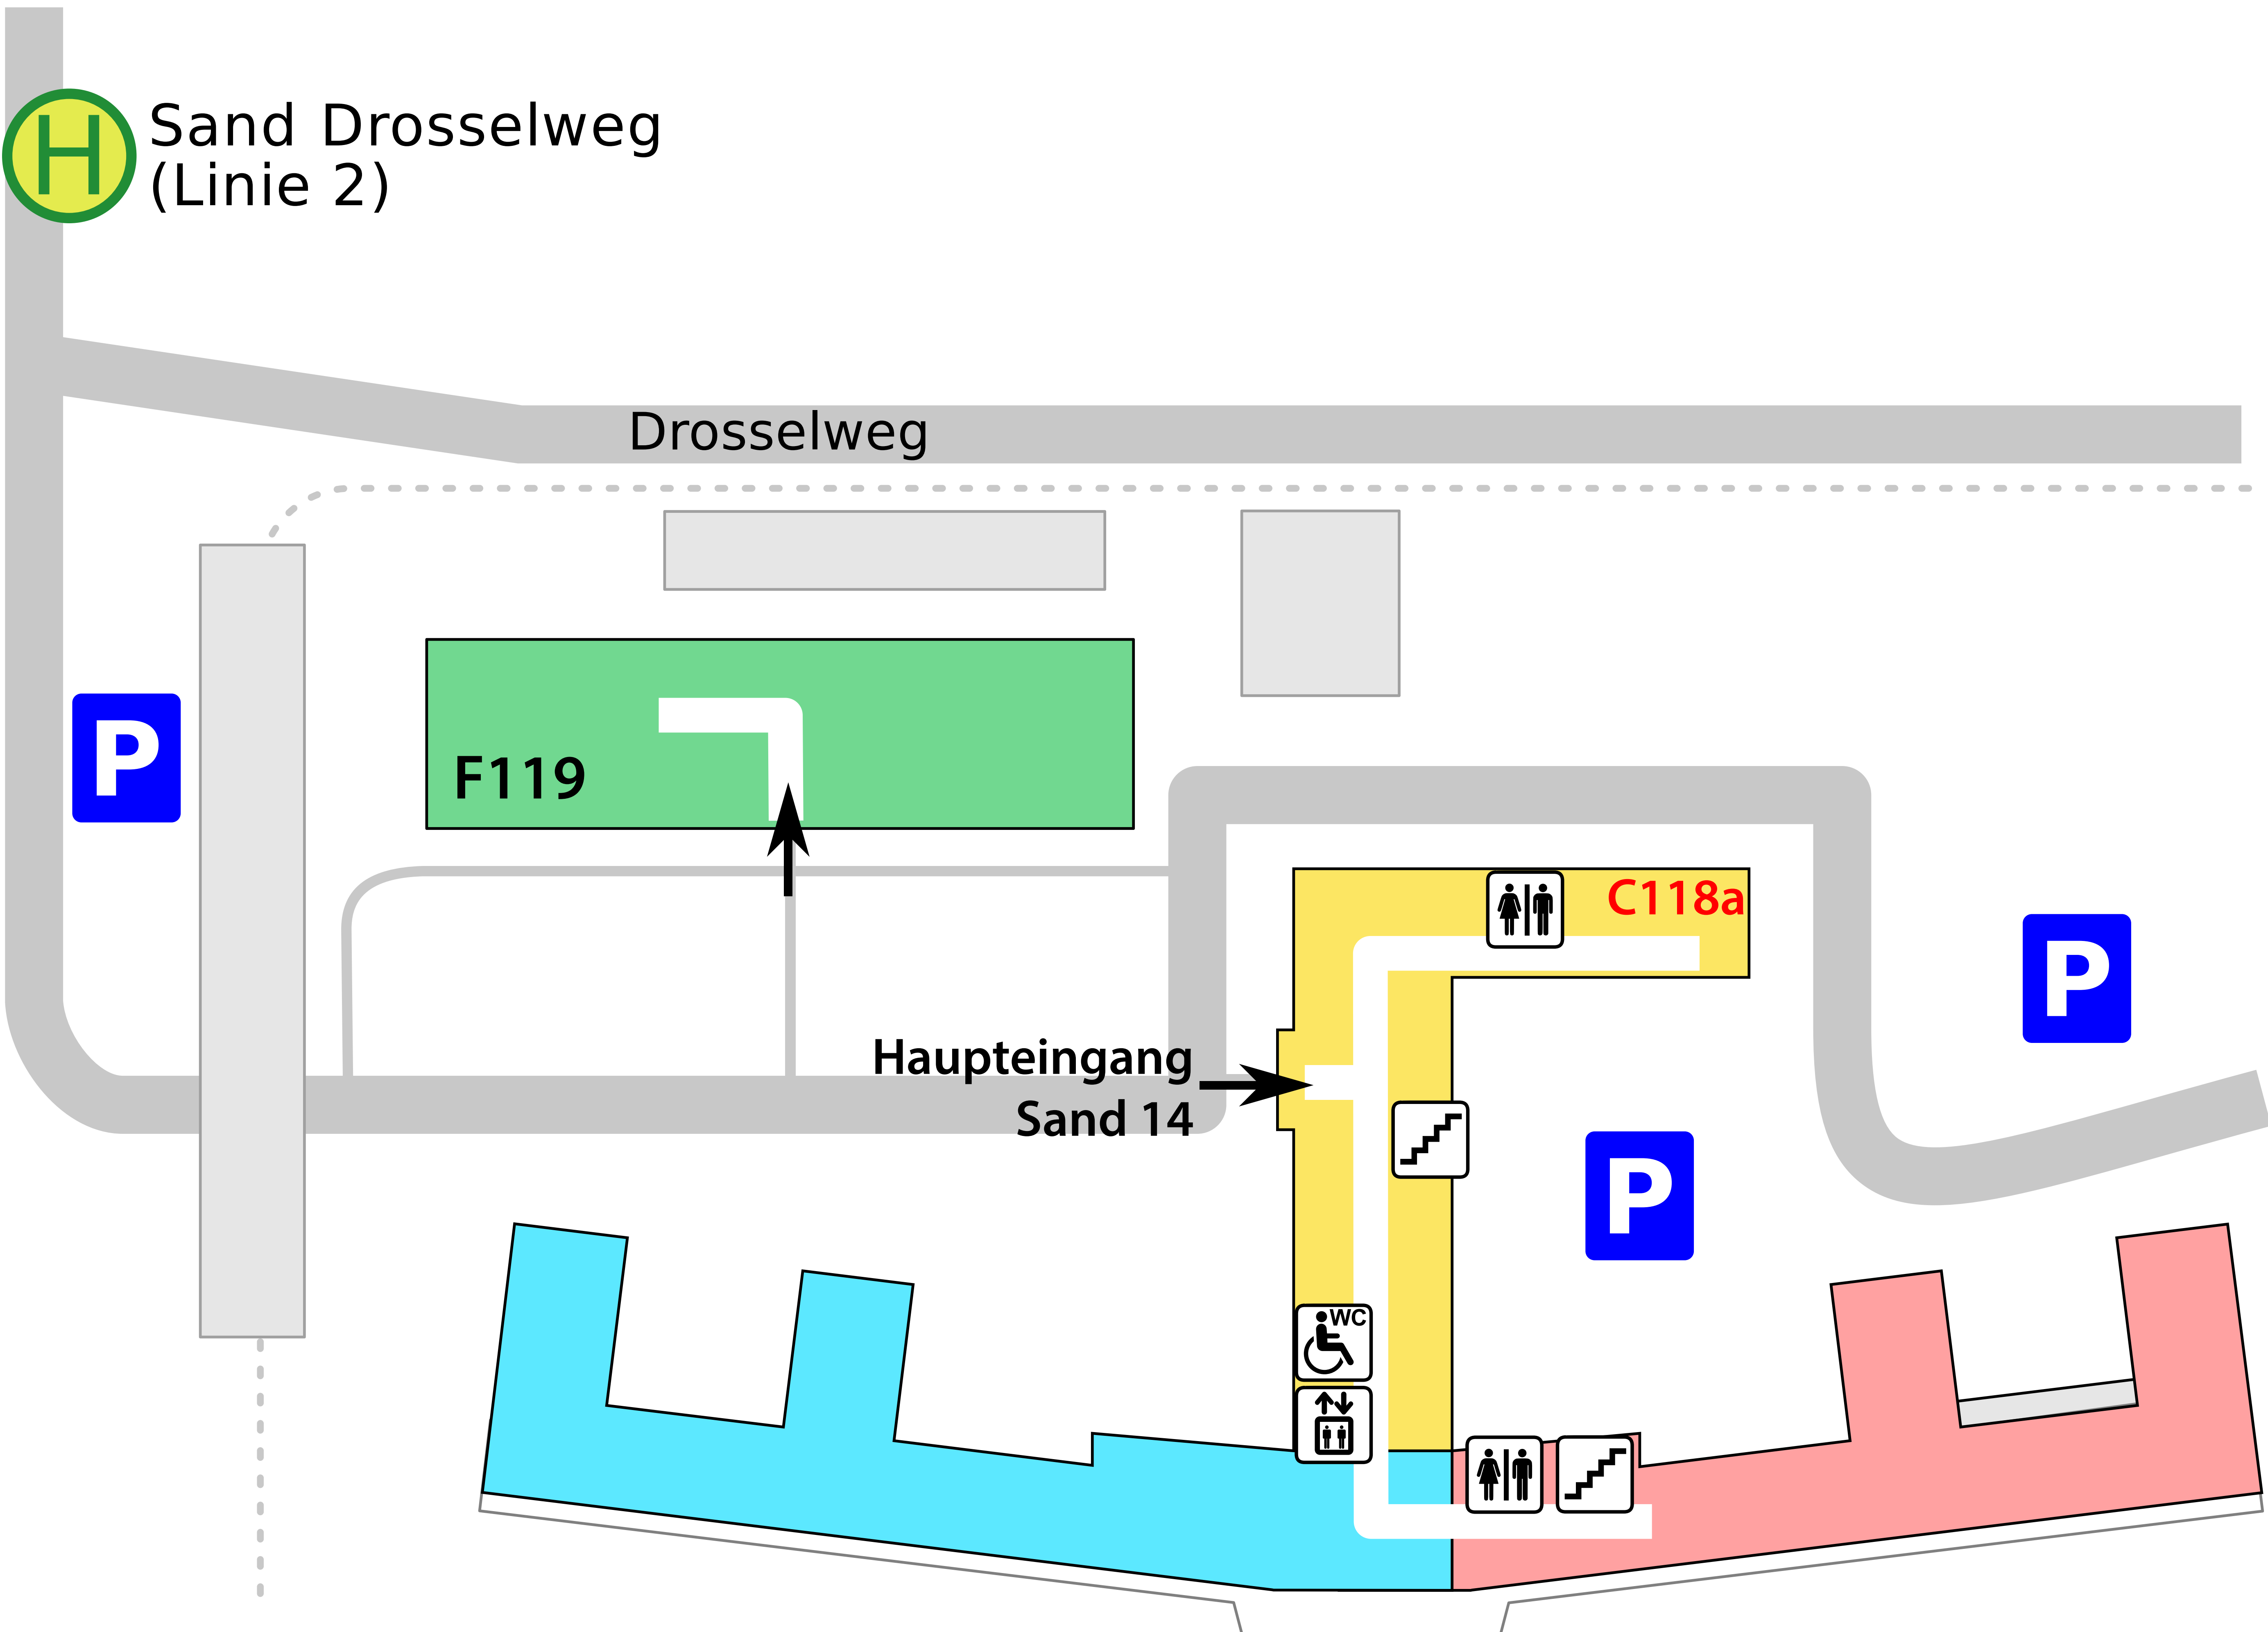 H
Sand Drosselweg
(Linie 2)
Drosselweg
P
F119
C118a
P
Haupteingang
Sand 14
P
WC